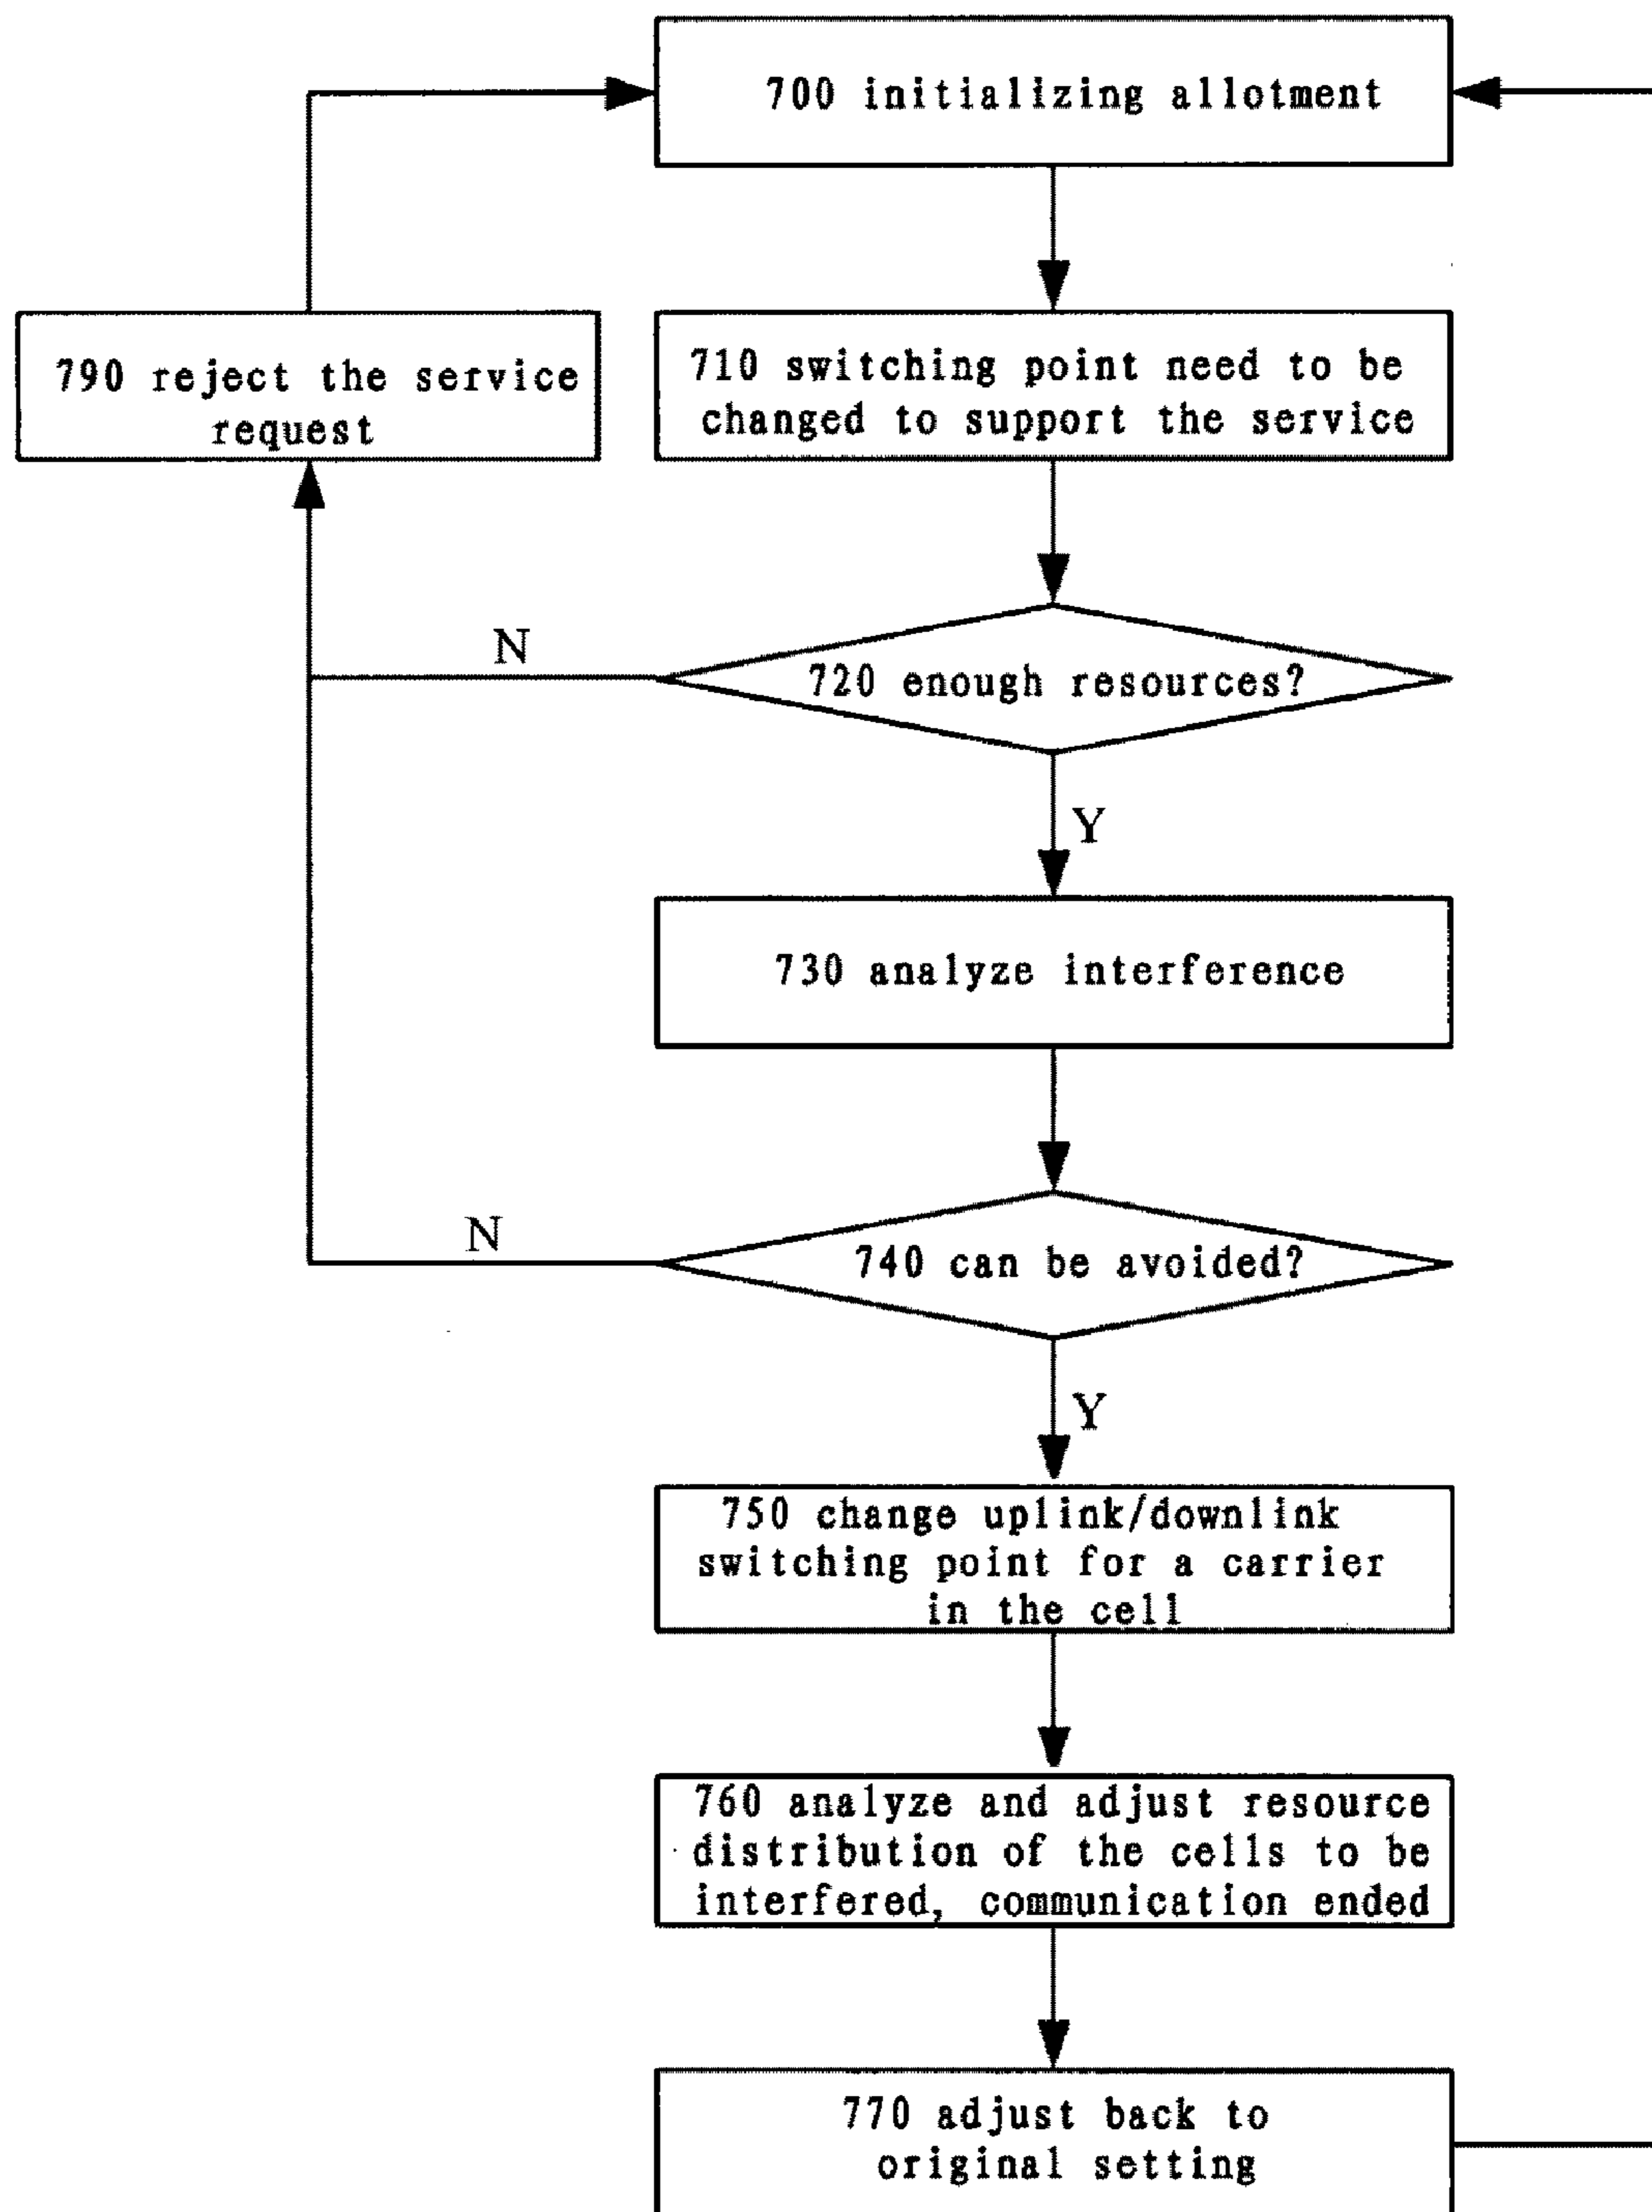 700 initializing allotment
790 reject the service
request
710 switching point need to be
changed to support the service
N
720 enough resources?
Y
730 analyze interference
N
740 can be avoided?
Y
750 change uplink/downlink
switching point for a carrier
in the cell
760 analyze and adjust resource
distribution of the cells to be
interfered, communication ended
770 adjust back to
original setting